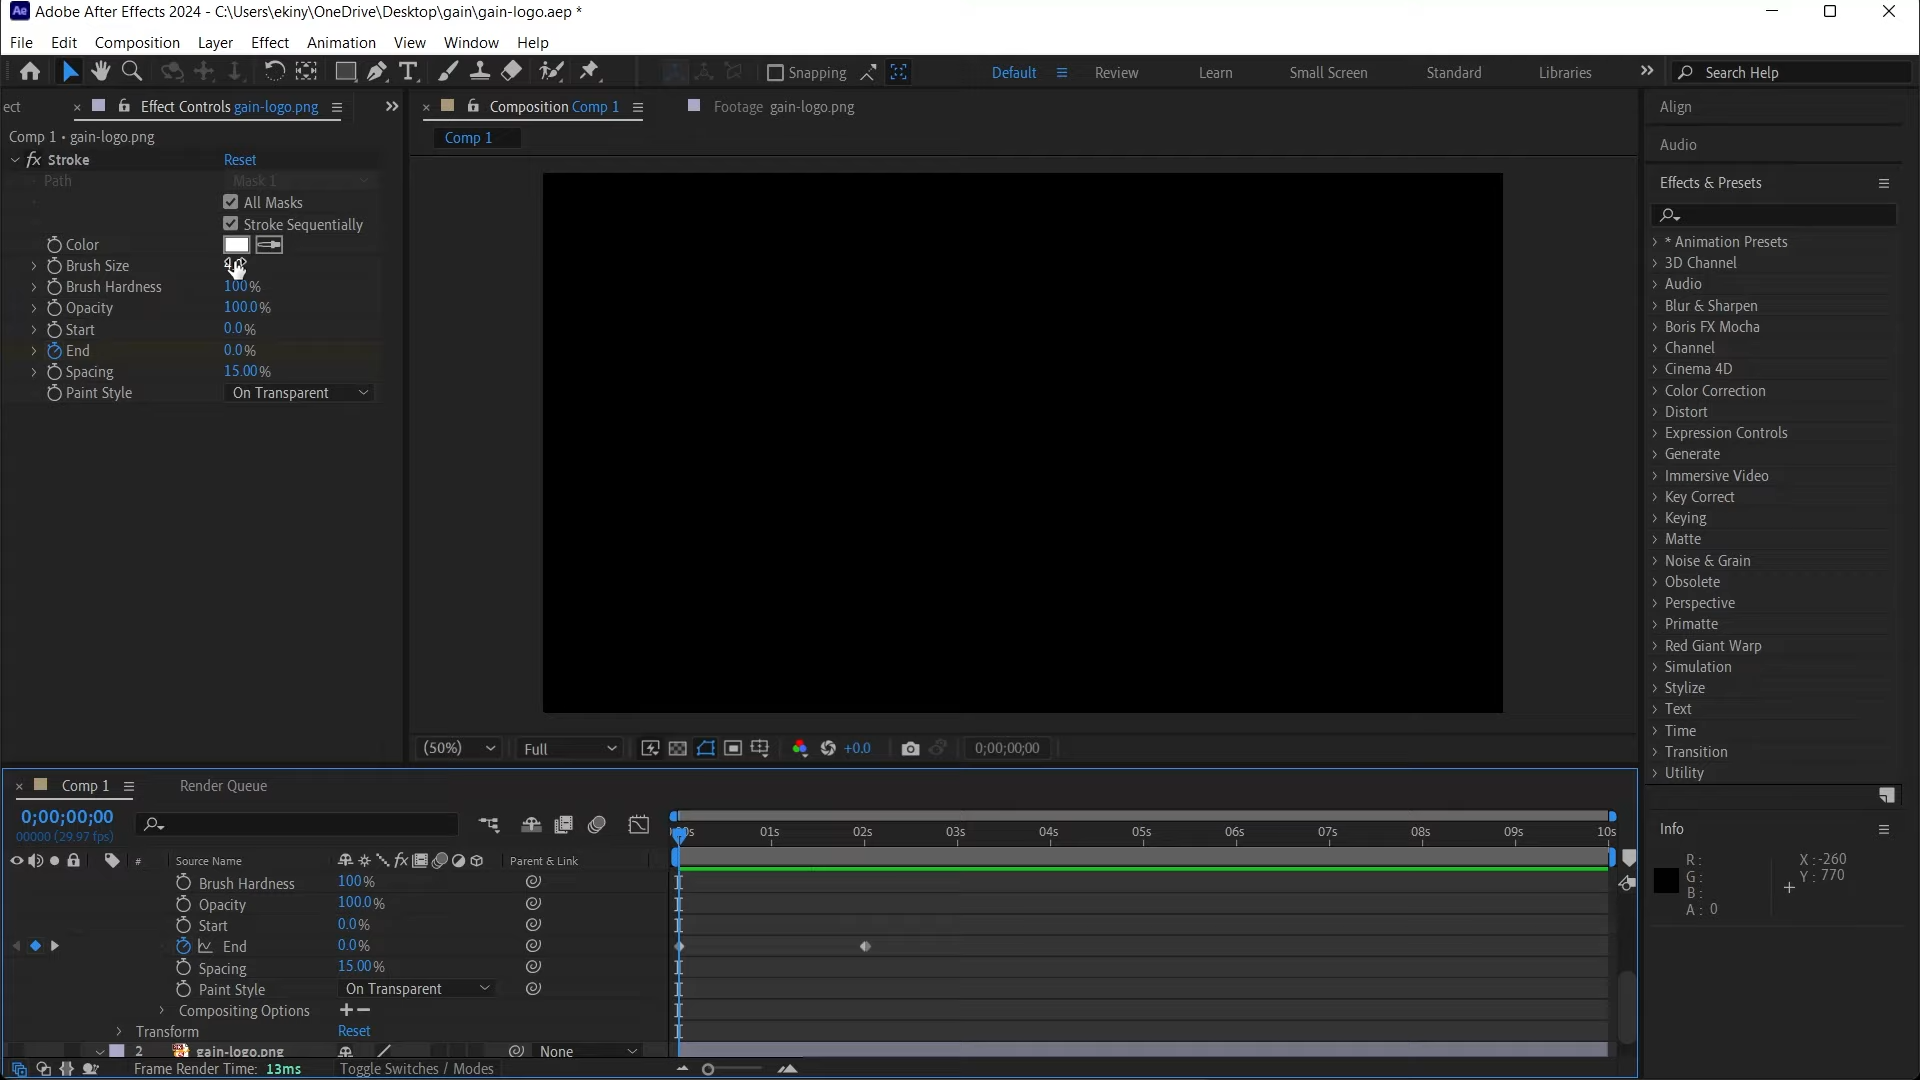 Ae Adobe After Effects 2024 - C:\Users\ekiny\OneDrive\Desktop\gain\gain-logo.aep *
File Edit Composition Layer Effect Animation View Window Help
Snapping Default Review Learn Small Screen Standard Libraries Search Help
ect Effect Controls gain-logo.png Composition Comp 1 Footage gain-logo.png Align
Comp 1 • gain-logo.png Comp 1
fx Stroke Reset
Path Mask 1
All Masks
Stroke Sequentially
Color
Brush Size
Brush Hardness 100%
Opacity 100.0%
Start 0.0%
End 0.0%
Spacing 15.00%
Paint Style On Transparent
Audio
Effects & Presets
* Animation Presets
3D Channel
Audio
Blur & Sharpen
Boris FX Mocha
Channel
Cinema 4D
Color Correction
Distort
Expression Controls
Generate
Immersive Video
Key Correct
Keying
Matte
Noise & Grain
Obsolete
Perspective
Primatte
Red Giant Warp
Simulation
Stylize
Text
Time
Transition
Utility
(50%) Full +0.0 0;00;00;00
Comp 1 Render Queue
0;00;00;00
00000 (29.97 fps)
01s 02s 03s 04s 05s 06s 07s 08s 09s 10s
# Source Name fx Parent & Link
Brush Hardness 100%
Opacity 100.0%
Start 0.0%
End 0.0%
Spacing 15.00%
Paint Style On Transparent
Compositing Options
Transform Reset
2 gain-logo.png None
Frame Render Time: 13ms Toggle Switches / Modes
Info
R: X:-260
G: Y: 770
B:
A: 0